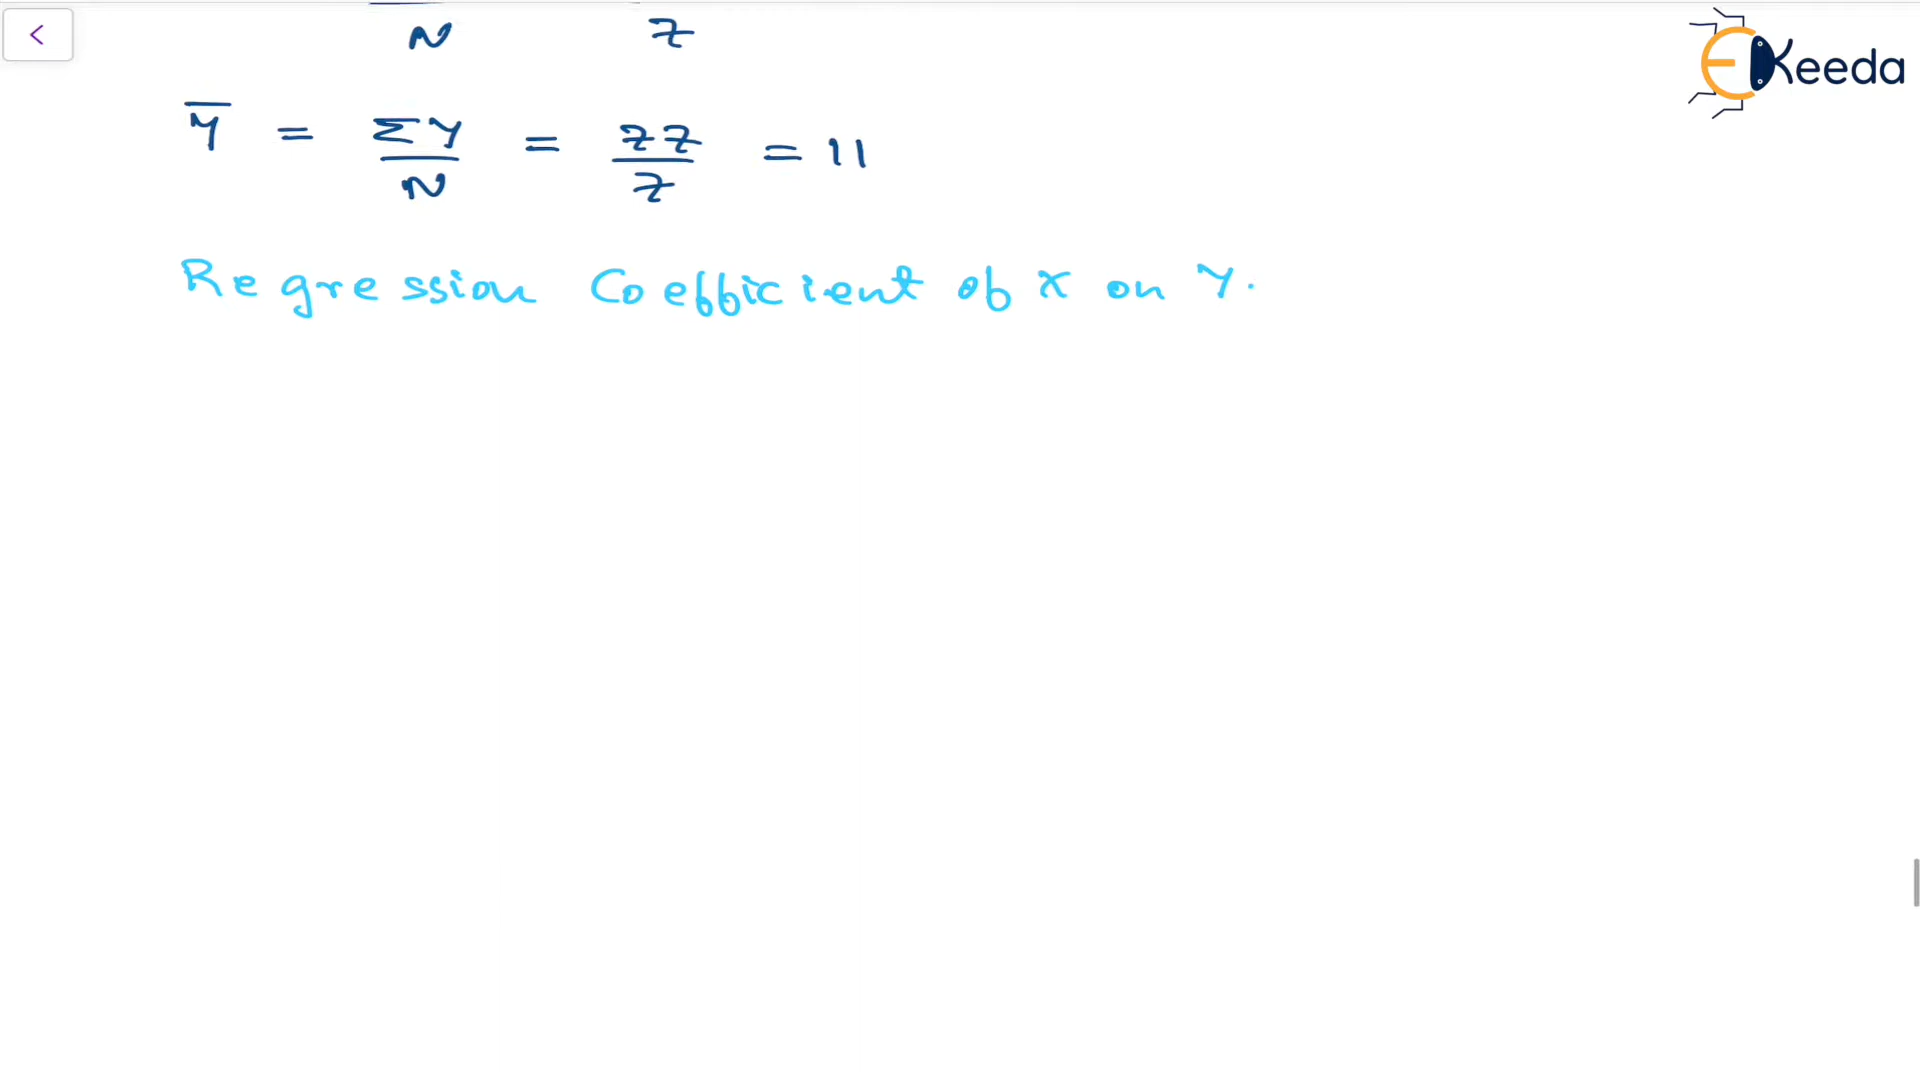 N 7
EKeeda
Y̅ = ΣY / N = 77 / 7 = 11
Regression Coefficient of X on Y.